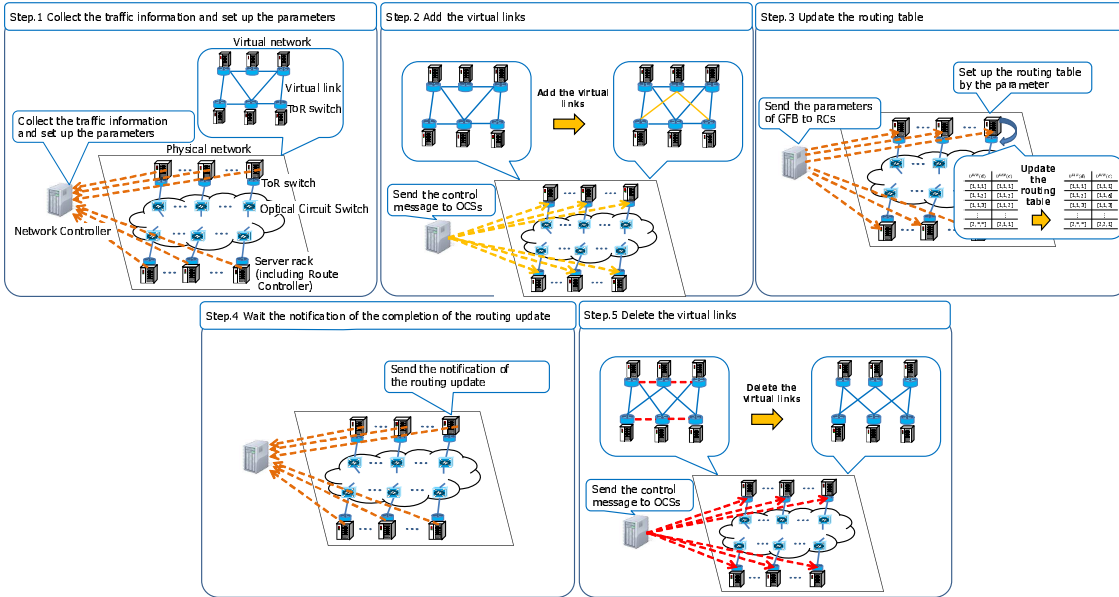 Step.1 Collect the traffic information and set up the parameters
Virtual network
Virtual link
ToR switch
Collect the traffic information
and set up the parameters
Physical network
ToR switch
Optical Circuit Switch
Network Controller
Server rack
(including Route
Controller)
Step.2 Add the virtual links
Add the virtual
links
Send the control
message to OCSs
Step.3 Update the routing table
Set up the routing table
by the parameter
Send the parameters
of GFB to RCs
Update
the
routing
table
Step.4 Wait the notification of the completion of the routing update
Send the notification of
the routing update
Step.5 Delete the virtual links
Delete the
virtual links
Send the control
message to OCSs